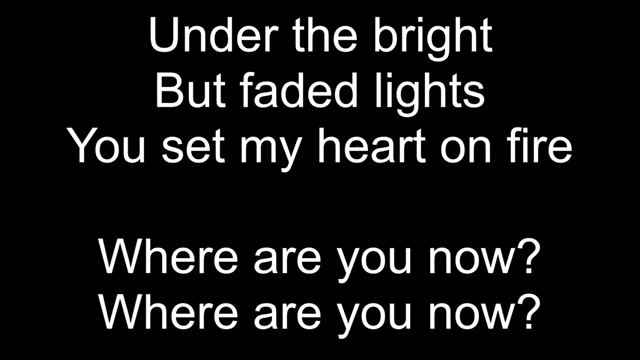 Under the bright
But faded lights
You set my heart on fire
Where are you now?
Where are you now?